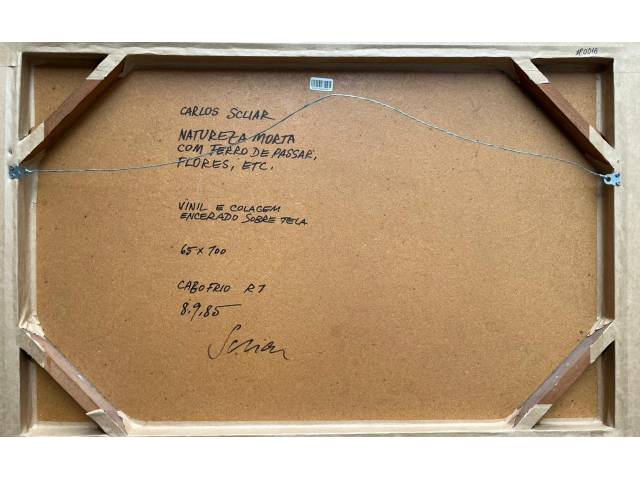 CARLOS SCLIAR
NATUREZA MORTA
COM FERRO DE PASSAR,
FLORES, ETC.
VINIL E COLAGEM
ENCERADO SOBRE TELA
65 x 100
CABO FRIO RJ
8.9.85
Scliar